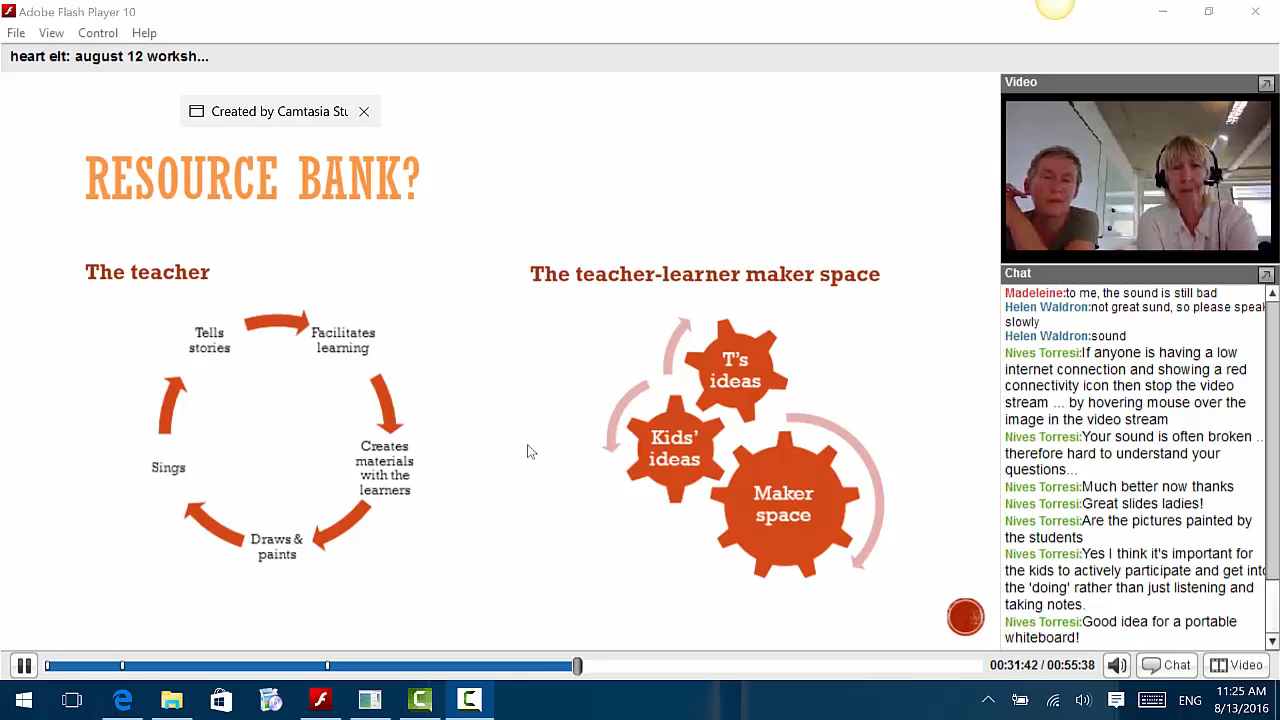 Adobe Flash Player 10
File View Control Help
heart elt: august 12 worksh...
Created by Camtasia Stu
RESOURCE BANK?
The teacher
Tells
stories
Facilitates
learning
Creates
materials
with the
learners
Draws &
paints
Sings
The teacher-learner maker space
T's
ideas
Kids'
ideas
Maker
space
Video
Chat
Madeleine:to me, the sound is still bad
Helen Waldron:not great sund, so please speak
slowly
Helen Waldron:sound
Nives Torresi:If anyone is having a low
internet connection and showing a red
connectivity icon then stop the video
stream ... by hovering mouse over the
image in the video stream
Nives Torresi:Your sound is often broken ..
therefore hard to understand your
questions...
Nives Torresi:Much better now thanks
Nives Torresi:Great slides ladies!
Nives Torresi:Are the pictures painted by
the students
Nives Torresi:Yes I think it's important for
the kids to actively participate and get into
the 'doing' rather than just listening and
taking notes.
Nives Torresi:Good idea for a portable
whiteboard!
00:31:42 / 00:55:38
Chat
Video
ENG
11:25 AM
8/13/2016